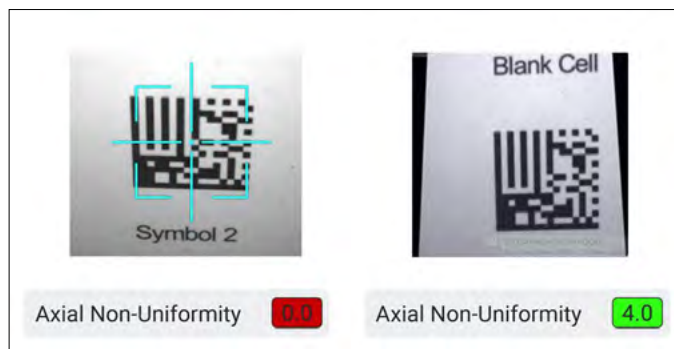 Blank Cell
Symbol 2
Axial Non-Uniformity 0.0
Axial Non-Uniformity 4.0